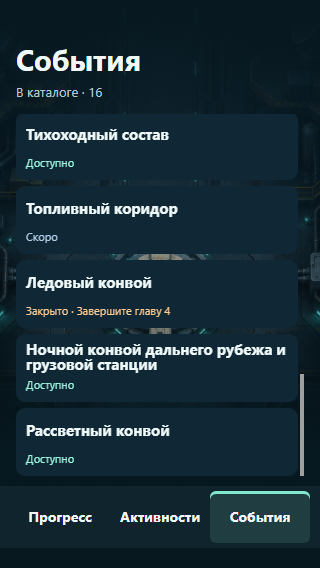 События
В каталоге · 16
Тихоходный состав
Доступно
Топливный коридор
Скоро
Ледовый конвой
Закрыто · Завершите главу 4
Ночной конвой дальнего рубежа и
грузовой станции
Доступно
Рассветный конвой
Доступно
Прогресс
Активности
События